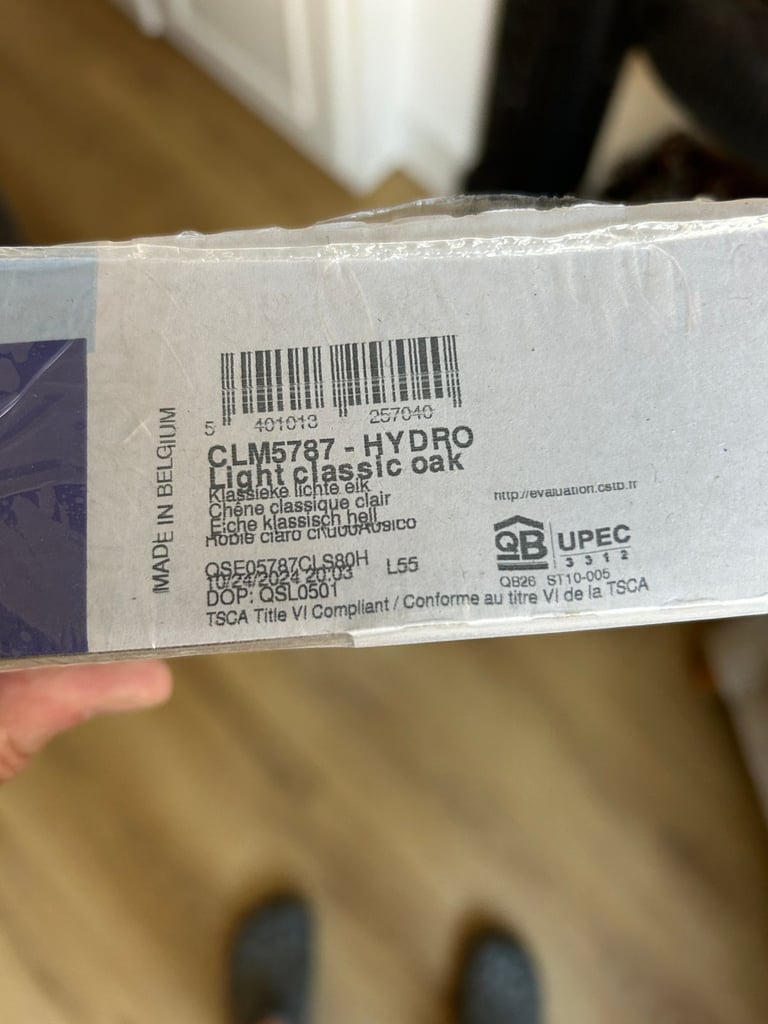 MADE IN BELGIUM
5 401013 257040
CLM5787 - HYDRO
Light classic oak
Klassieke lichte eik
Chêne classique clair
Eiche klassisch hell
claro
QSE05787CLS80H
10/24/2024 20:03 L55
DOP: QSL0501
TSCA Title VI Compliant / Conforme au titre VI de la TSCA
http://evaluation.cstb.fr
QB UPEC
3 3 1 2
QB26 ST10-005